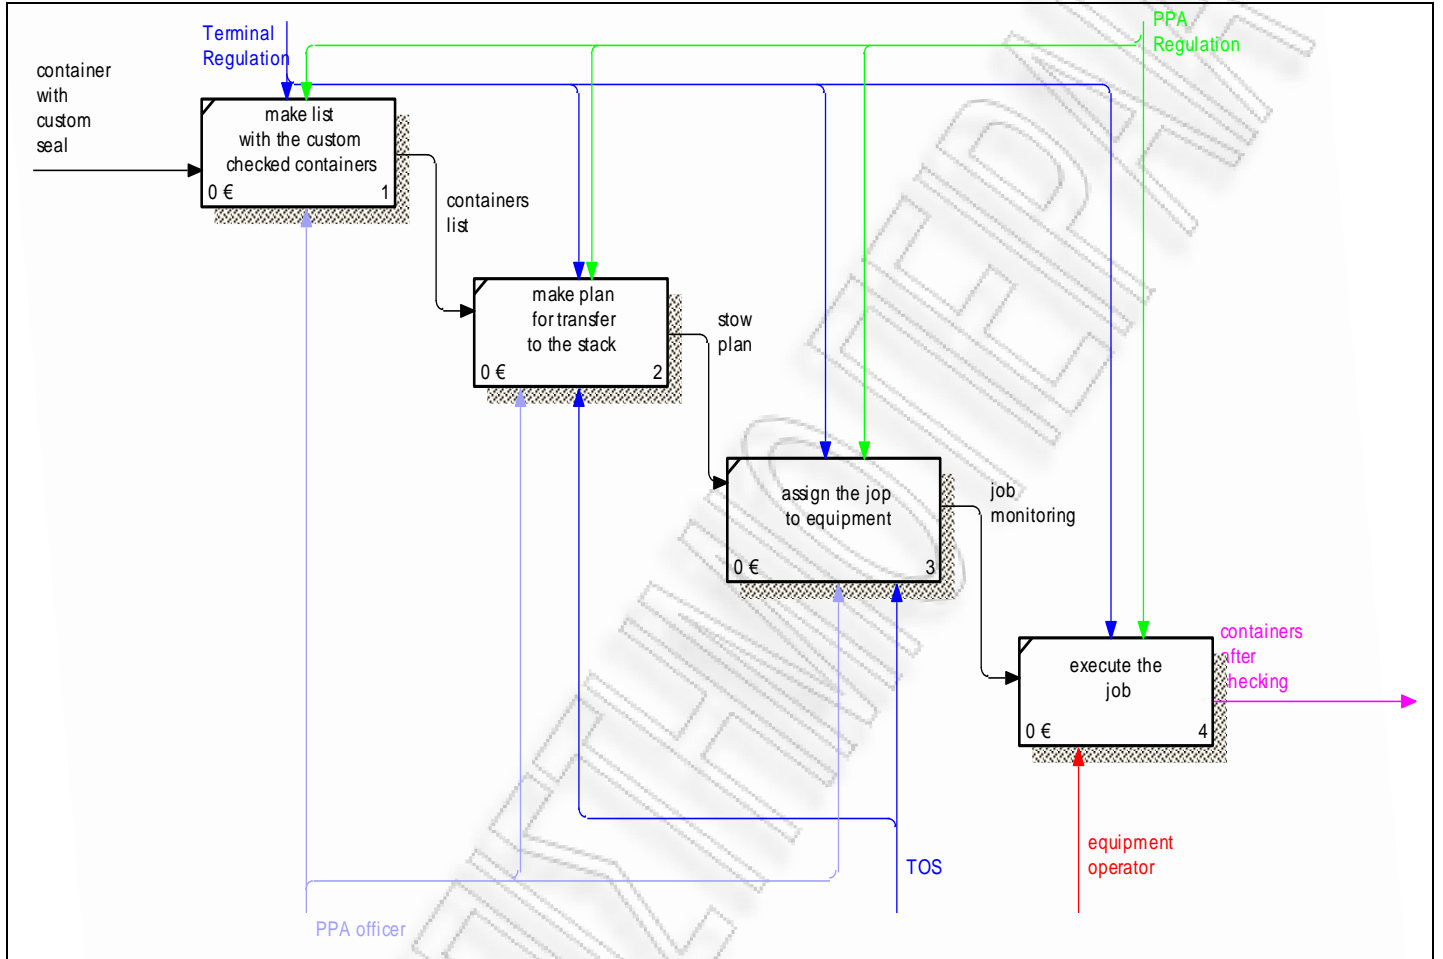 Terminal
Regulation
PPA
Regulation
container
with
custom
seal
make list
with the custom
checked containers
0 €
1
containers
list
make plan
for transfer
to the stack
0 €
2
stow
plan
assign the jop
to equipment
0 €
3
job
monitoring
execute the
job
0 €
4
containers
after
checking
equipment
operator
TOS
PPA officer